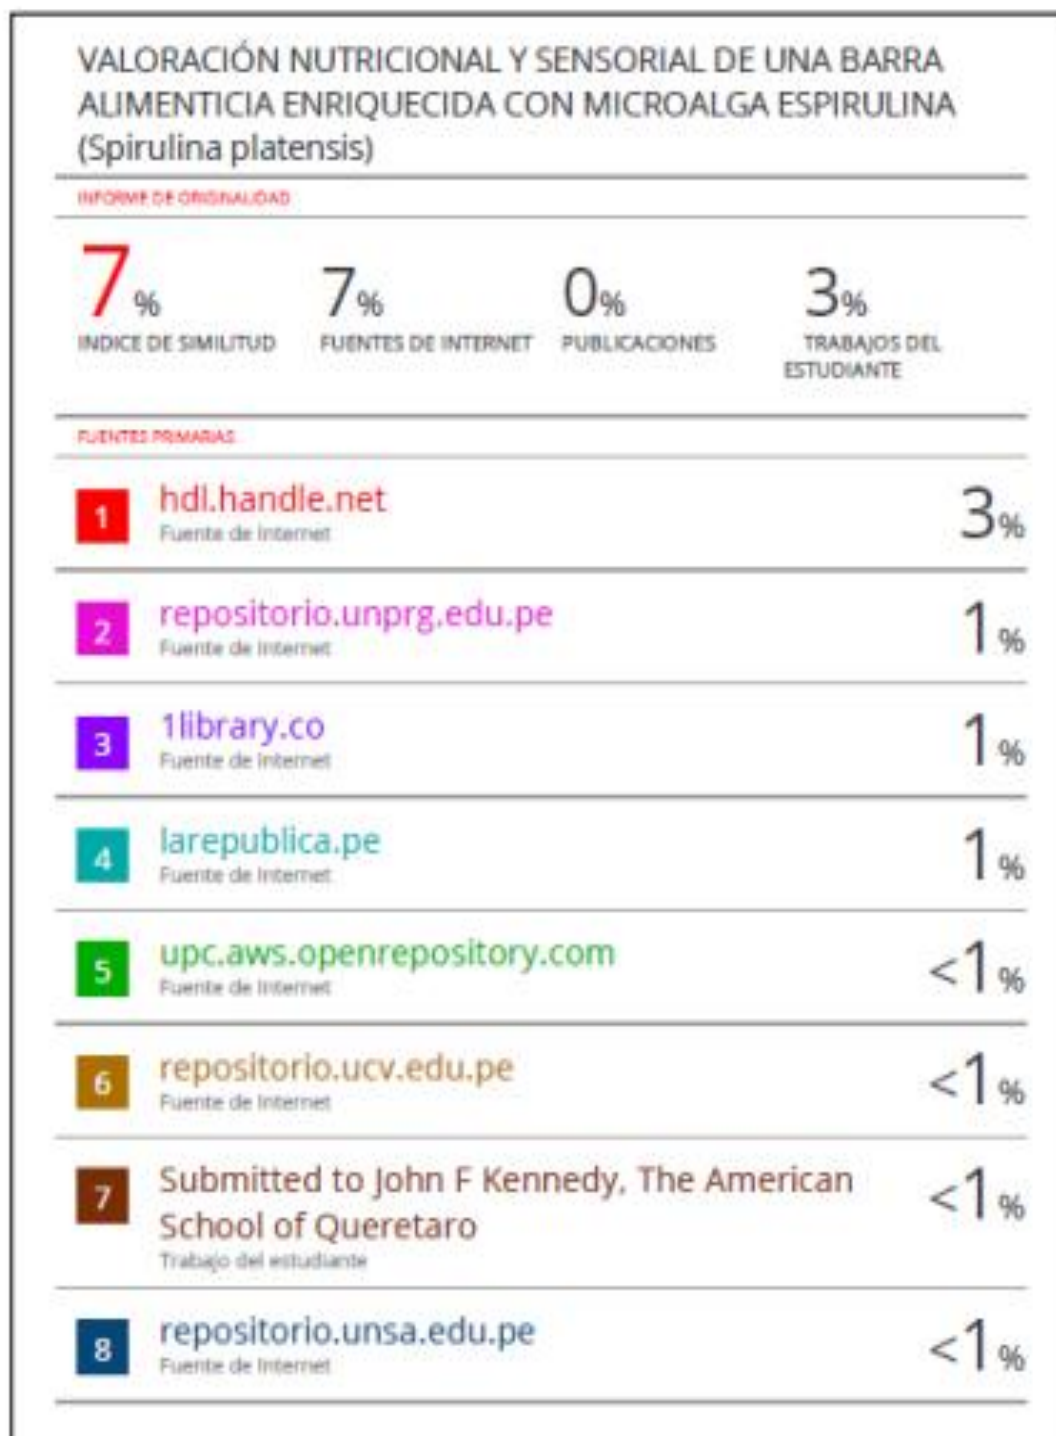 VALORACIÓN NUTRICIONAL Y SENSORIAL DE UNA BARRA
ALIMENTICIA ENRIQUECIDA CON MICROALGA ESPIRULINA
(Spirulina platensis)
INFORME DE ORIGINALIDAD
7% 7% 0% 3%
INDICE DE SIMILITUD FUENTES DE INTERNET PUBLICACIONES TRABAJOS DEL
ESTUDIANTE
FUENTES PRIMARIAS
1 hdl.handle.net 3%
Fuente de Internet
2 repositorio.unprg.edu.pe 1%
Fuente de Internet
3 1library.co 1%
Fuente de Internet
4 larepublica.pe 1%
Fuente de Internet
5 upc.aws.openrepository.com <1%
Fuente de Internet
6 repositorio.ucv.edu.pe <1%
Fuente de Internet
7 Submitted to John F Kennedy, The American <1%
School of Queretaro
Trabajo del estudiante
8 repositorio.unsa.edu.pe <1%
Fuente de Internet